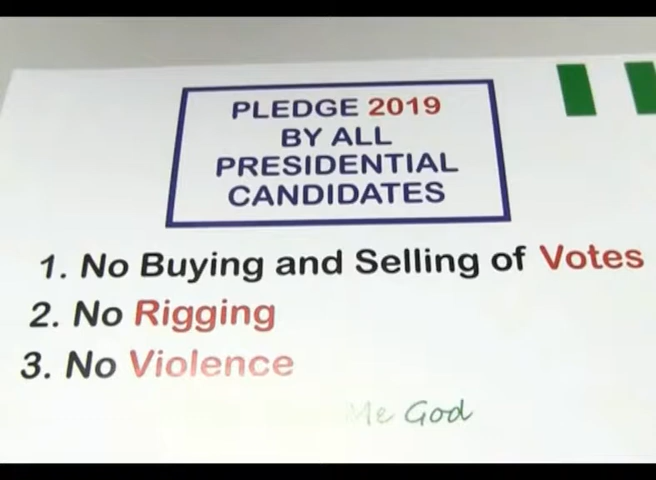 PLEDGE 2019
BY ALL
PRESIDENTIAL
CANDIDATES
1. No Buying and Selling of Votes
2. No Rigging
3. No Violence
Me God